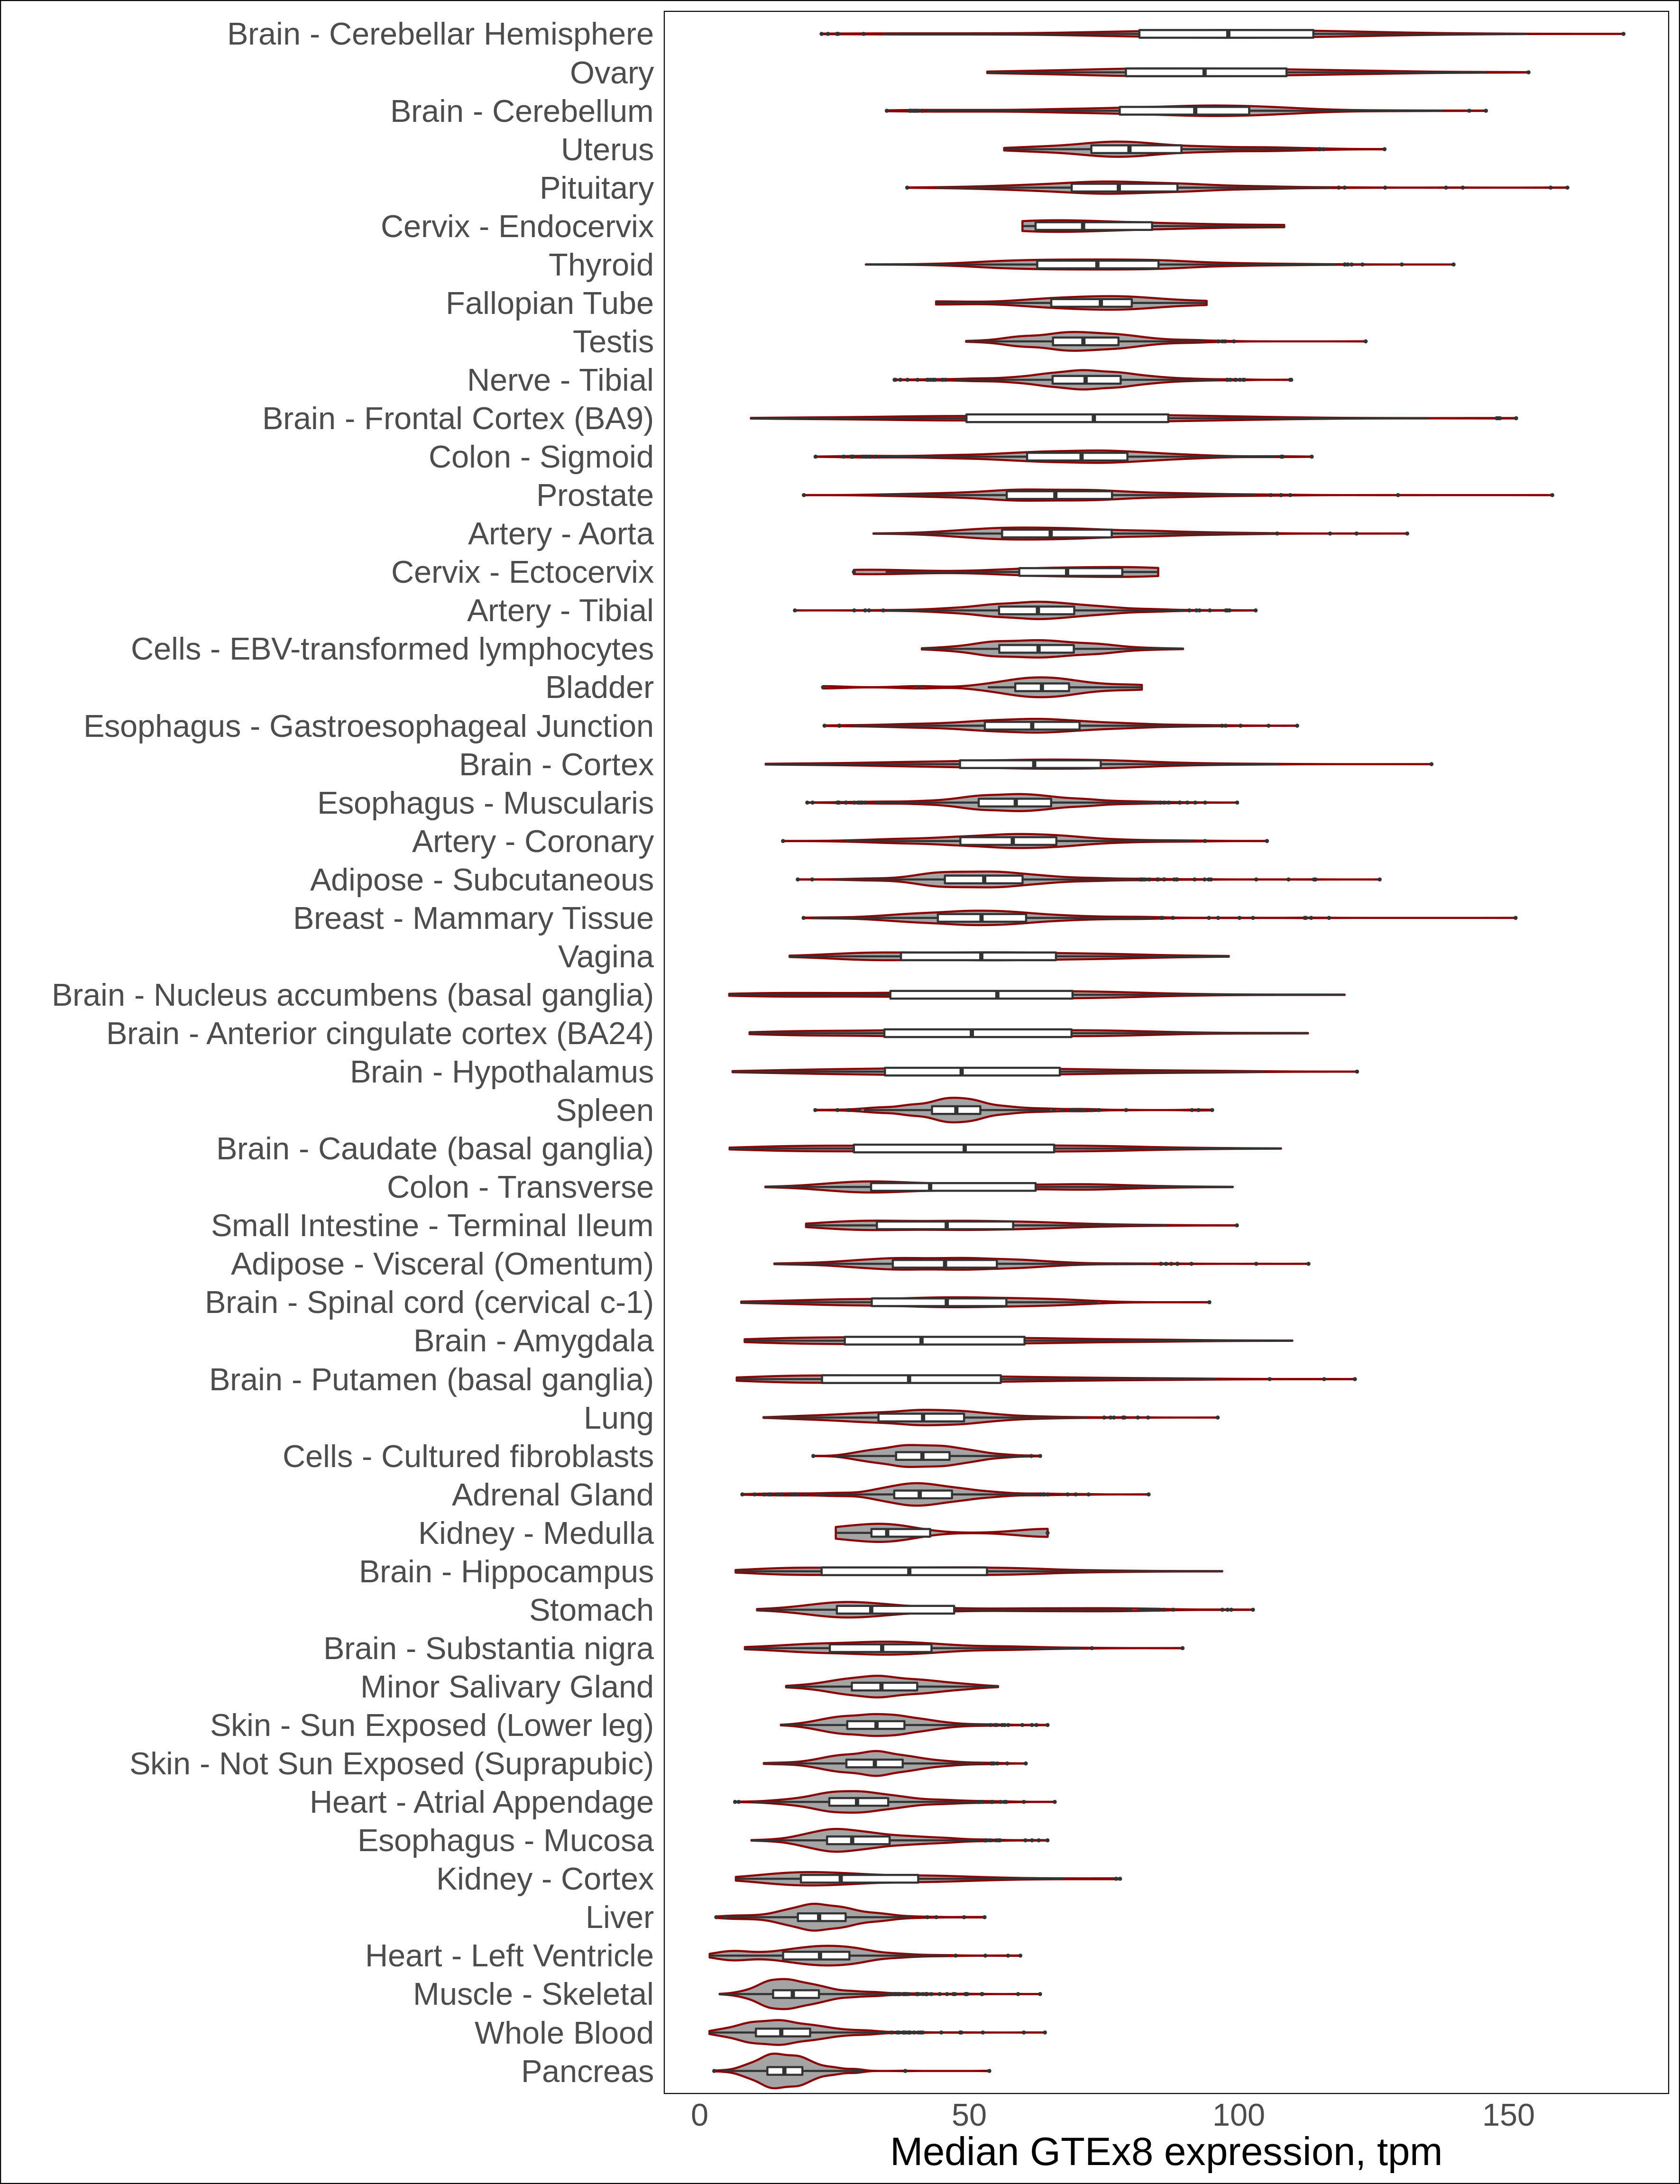 Brain - Cerebellar Hemisphere
Ovary
Brain - Cerebellum
Uterus
Pituitary
Cervix - Endocervix
Thyroid
Fallopian Tube
Testis
Nerve - Tibial
Brain - Frontal Cortex (BA9)
Colon - Sigmoid
Prostate
Artery - Aorta
Cervix - Ectocervix
Artery - Tibial
Cells - EBV-transformed lymphocytes
Bladder
Esophagus - Gastroesophageal Junction
Brain - Cortex
Esophagus - Muscularis
Artery - Coronary
Adipose - Subcutaneous
Breast - Mammary Tissue
Vagina
Brain - Nucleus accumbens (basal ganglia)
Brain - Anterior cingulate cortex (BA24)
Brain - Hypothalamus
Spleen
Brain - Caudate (basal ganglia)
Colon - Transverse
Small Intestine - Terminal Ileum
Adipose - Visceral (Omentum)
Brain - Spinal cord (cervical c-1)
Brain - Amygdala
Brain - Putamen (basal ganglia)
Lung
Cells - Cultured fibroblasts
Adrenal Gland
Kidney - Medulla
Brain - Hippocampus
Stomach
Brain - Substantia nigra
Minor Salivary Gland
Skin - Sun Exposed (Lower leg)
Skin - Not Sun Exposed (Suprapubic)
Heart - Atrial Appendage
Esophagus - Mucosa
Kidney - Cortex
Liver
Heart - Left Ventricle
Muscle - Skeletal
Whole Blood
Pancreas
0 50 100 150
Median GTEx8 expression, tpm